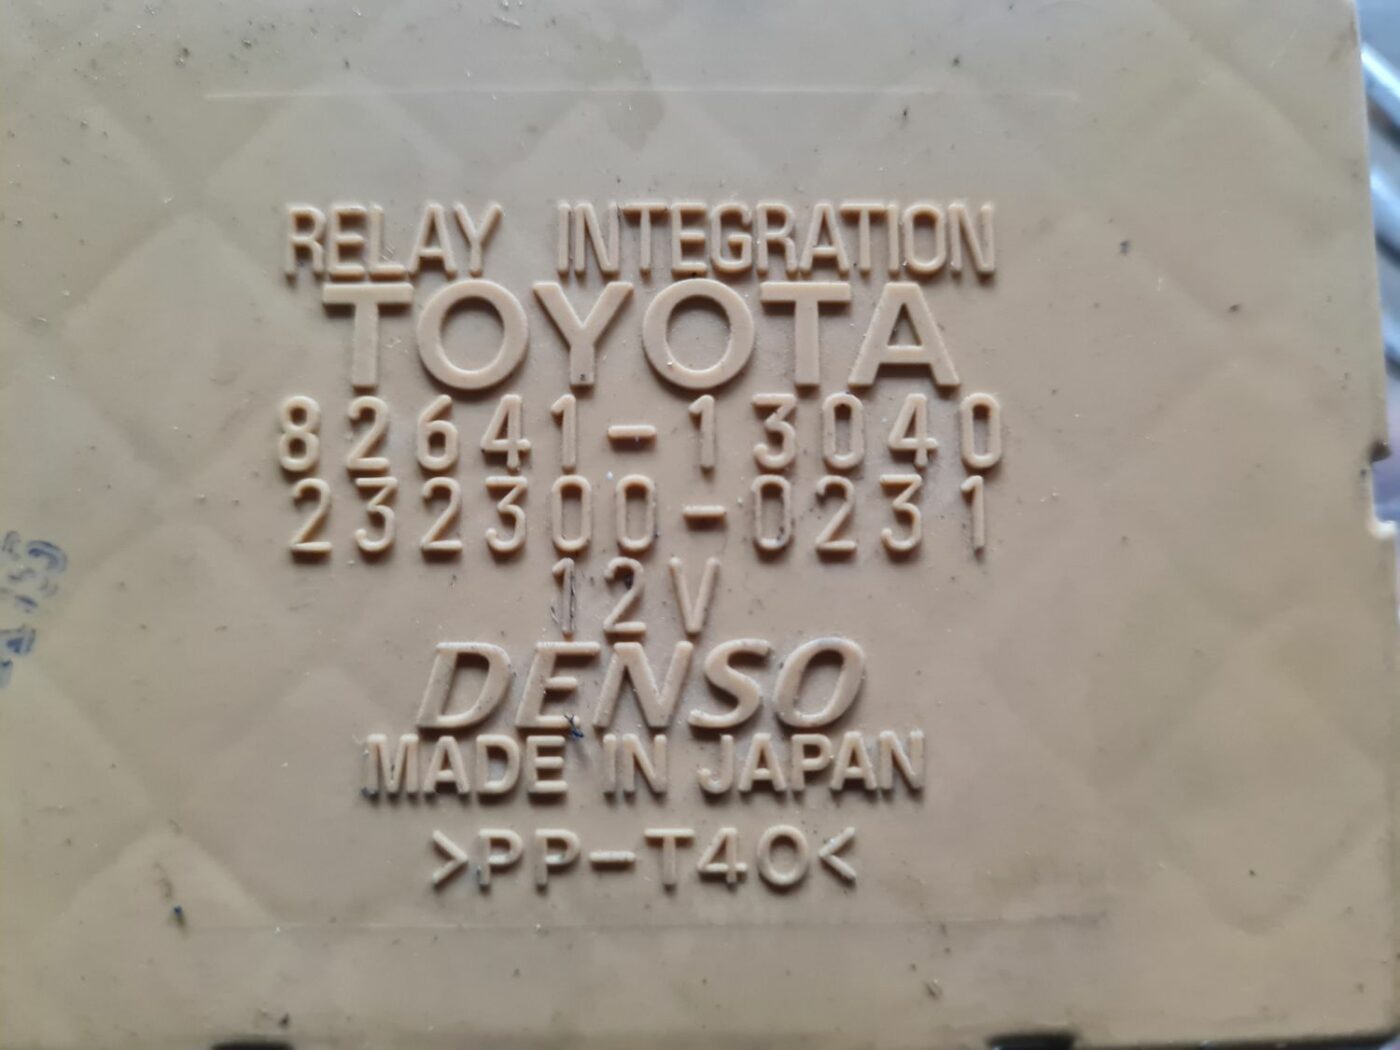 RELAY INTEGRATION
TOYOTA
82641-13040
232300-0231
12V
DENSO
MADE IN JAPAN
>PP-T40<